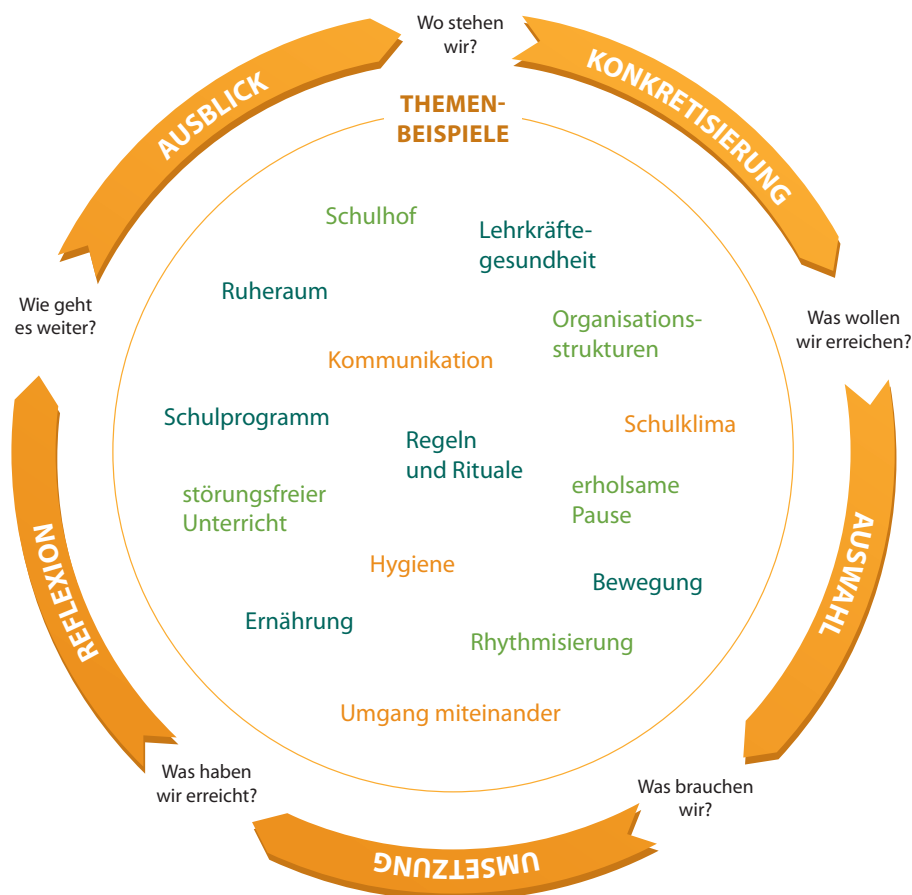 Wo stehen
wir?
KONKRETISIERUNG
Was wollen
wir erreichen?
AUSWAHL
Was brauchen
wir?
UMSETZUNG
Was haben
wir erreicht?
REFLEXION
Wie geht
es weiter?
AUSBLICK
THEMEN-
BEISPIELE
Schulhof
Lehrkräfte-
gesundheit
Ruheraum
Organisations-
strukturen
Kommunikation
Schulprogramm
Schulklima
Regeln
und Rituale
störungsfreier
Unterricht
erholsame
Pause
Hygiene
Bewegung
Ernährung
Rhythmisierung
Umgang miteinander